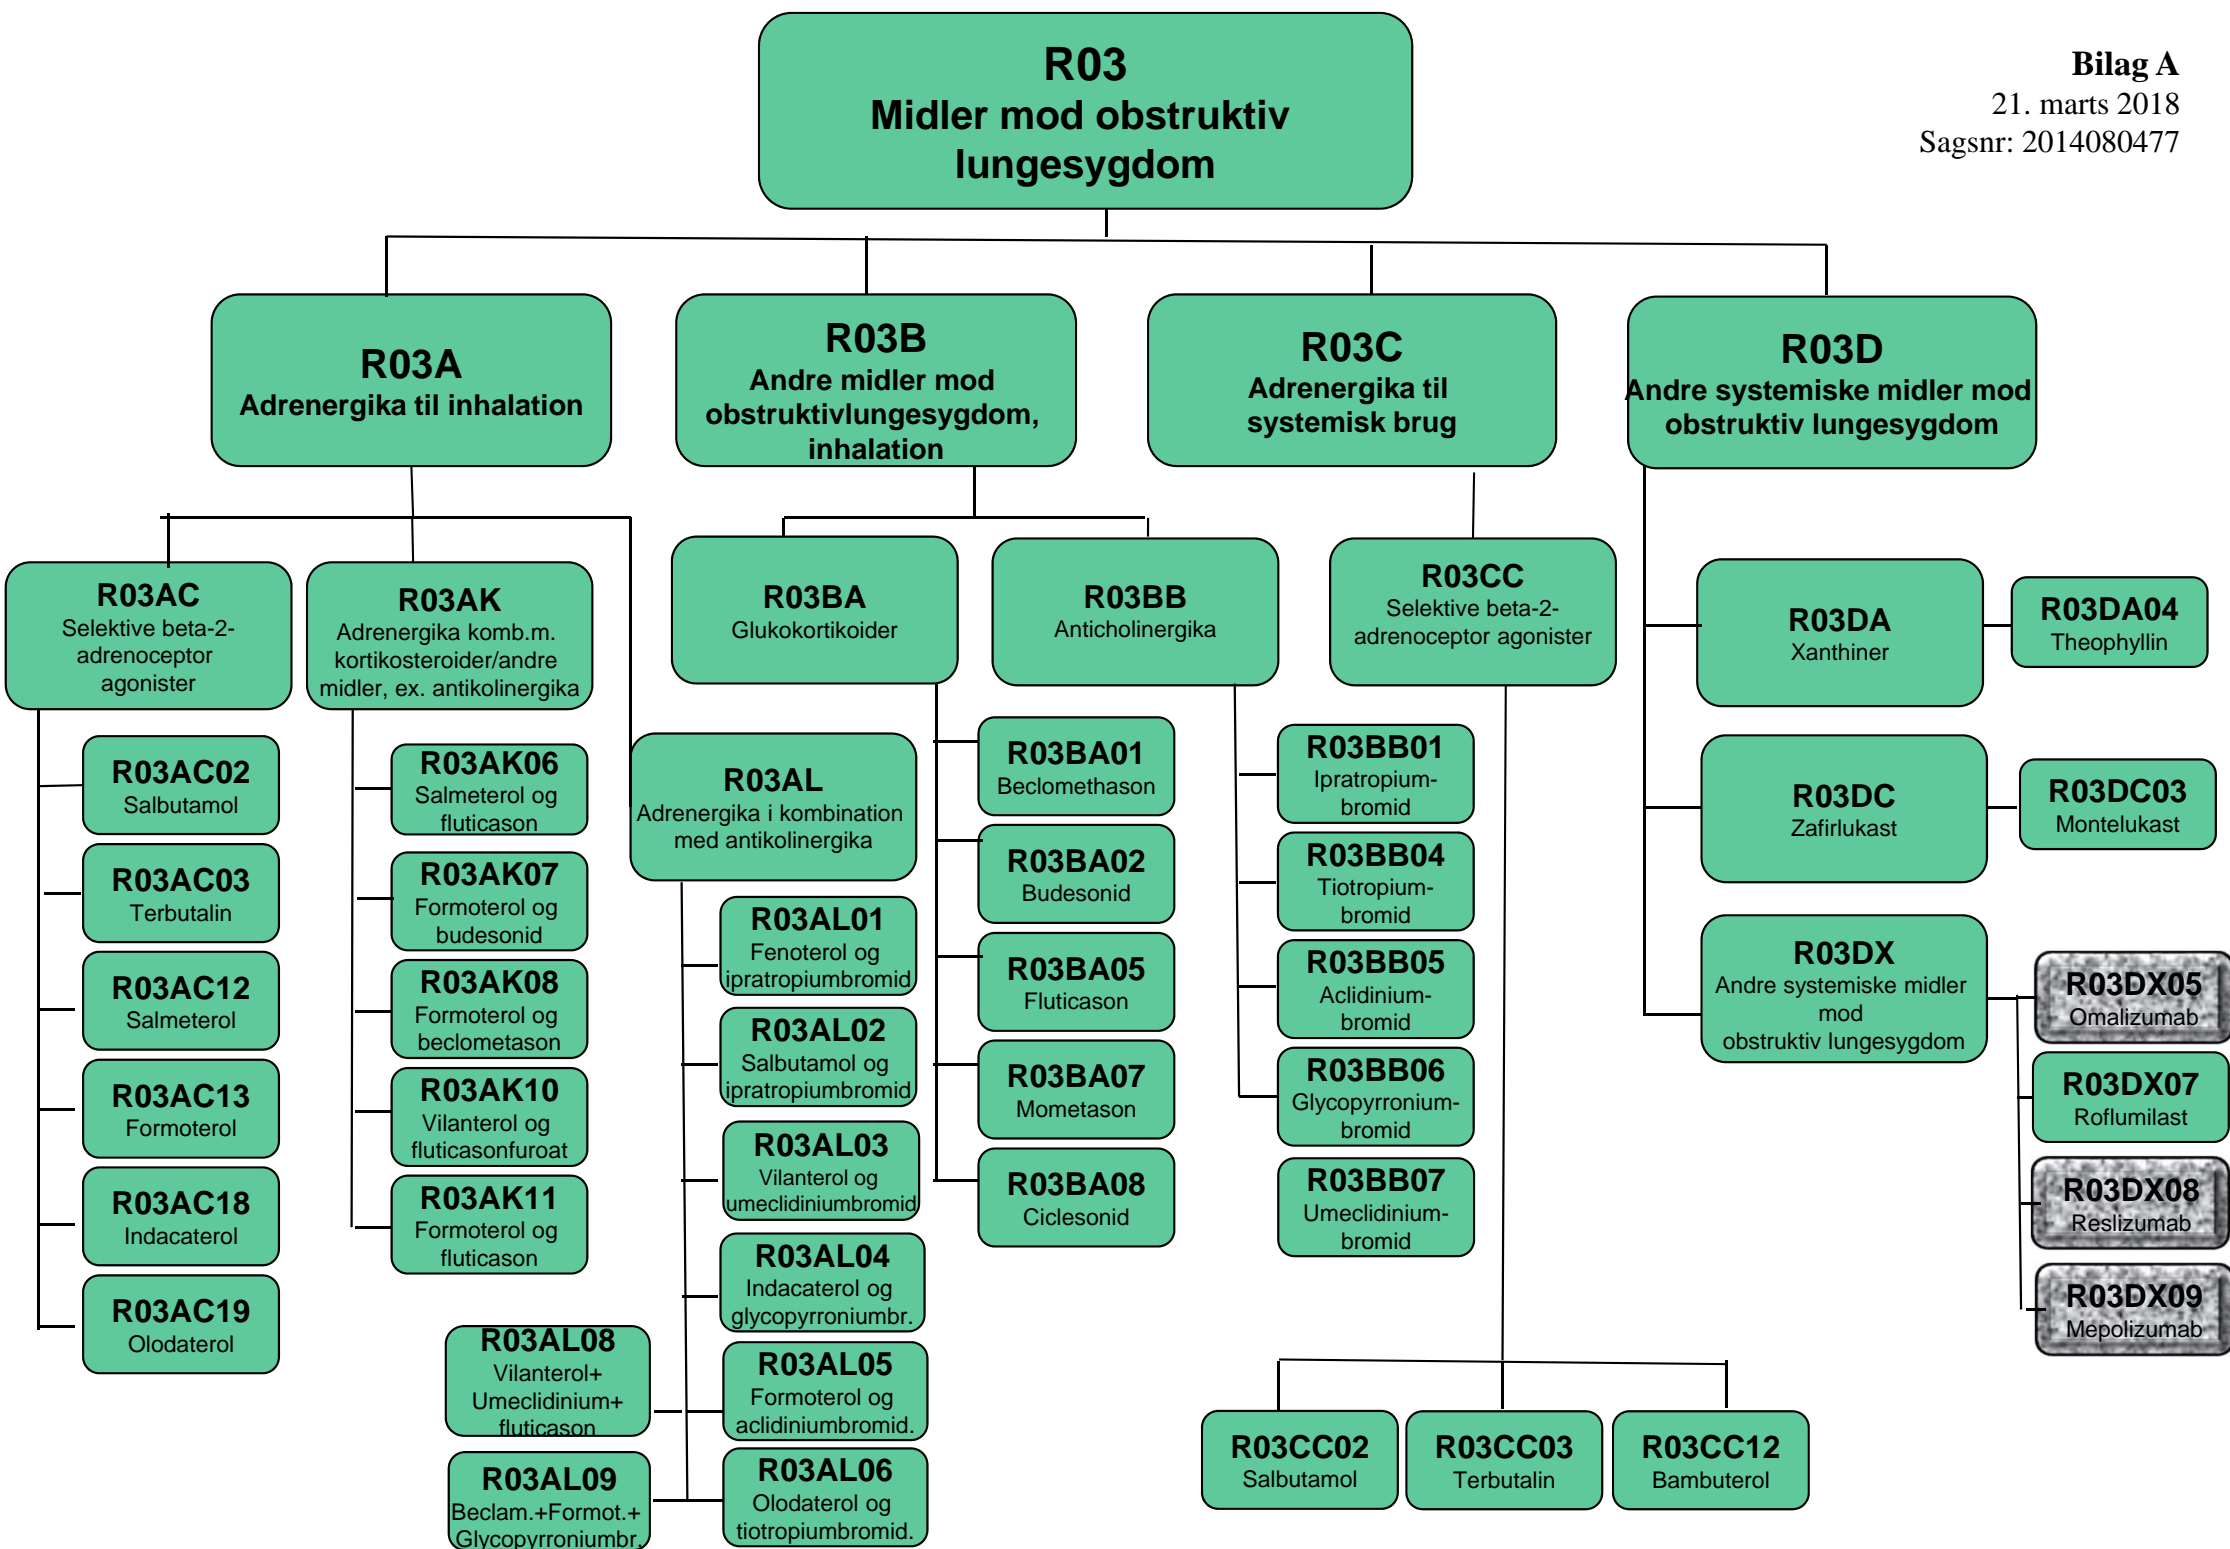 R03
Midler mod obstruktiv
lungesygdom
Bilag A
21. marts 2018
Sagsnr: 2014080477
R03A
Adrenergika til inhalation
R03B
Andre midler mod
obstruktivlungesygdom,
inhalation
R03C
Adrenergika til
systemisk brug
R03D
Andre systemiske midler mod
obstruktiv lungesygdom
R03AC
Selektive beta-2-
adrenoceptor
agonister
R03AK
Adrenergika komb.m.
kortikosteroider/andre
midler, ex. antikolinergika
R03AL
Adrenergika i kombination
med antikolinergika
R03BA
Glukokortikoider
R03BB
Anticholinergika
R03CC
Selektive beta-2-
adrenoceptor agonister
R03DA
Xanthiner
R03DA04
Theophyllin
R03DC
Zafirlukast
R03DC03
Montelukast
R03DX
Andre systemiske midler
mod
obstruktiv lungesygdom
R03AC02
Salbutamol
R03AC03
Terbutalin
R03AC12
Salmeterol
R03AC13
Formoterol
R03AC18
Indacaterol
R03AC19
Olodaterol
R03AK06
Salmeterol og
fluticason
R03AK07
Formoterol og
budesonid
R03AK08
Formoterol og
beclometason
R03AK10
Vilanterol og
fluticasonfuroat
R03AK11
Formoterol og
fluticason
R03AL01
Fenoterol og
ipratropiumbromid
R03AL02
Salbutamol og
ipratropiumbromid
R03AL03
Vilanterol og
umeclidiniumbromid
R03AL04
Indacaterol og
glycopyrroniumbr.
R03AL05
Formoterol og
aclidiniumbromid.
R03AL06
Olodaterol og
tiotropiumbromid.
R03AL08
Vilanterol+
Umeclidinium+
fluticason
R03AL09
Beclam.+Formot.+
Glycopyrroniumbr.
R03BA01
Beclomethason
R03BA02
Budesonid
R03BA05
Fluticason
R03BA07
Mometason
R03BA08
Ciclesonid
R03BB01
Ipratropium-
bromid
R03BB04
Tiotropium-
bromid
R03BB05
Aclidinium-
bromid
R03BB06
Glycopyrronium-
bromid
R03BB07
Umeclidinium-
bromid
R03CC02
Salbutamol
R03CC03
Terbutalin
R03CC12
Bambuterol
R03DX05
Omalizumab
R03DX07
Roflumilast
R03DX08
Reslizumab
R03DX09
Mepolizumab